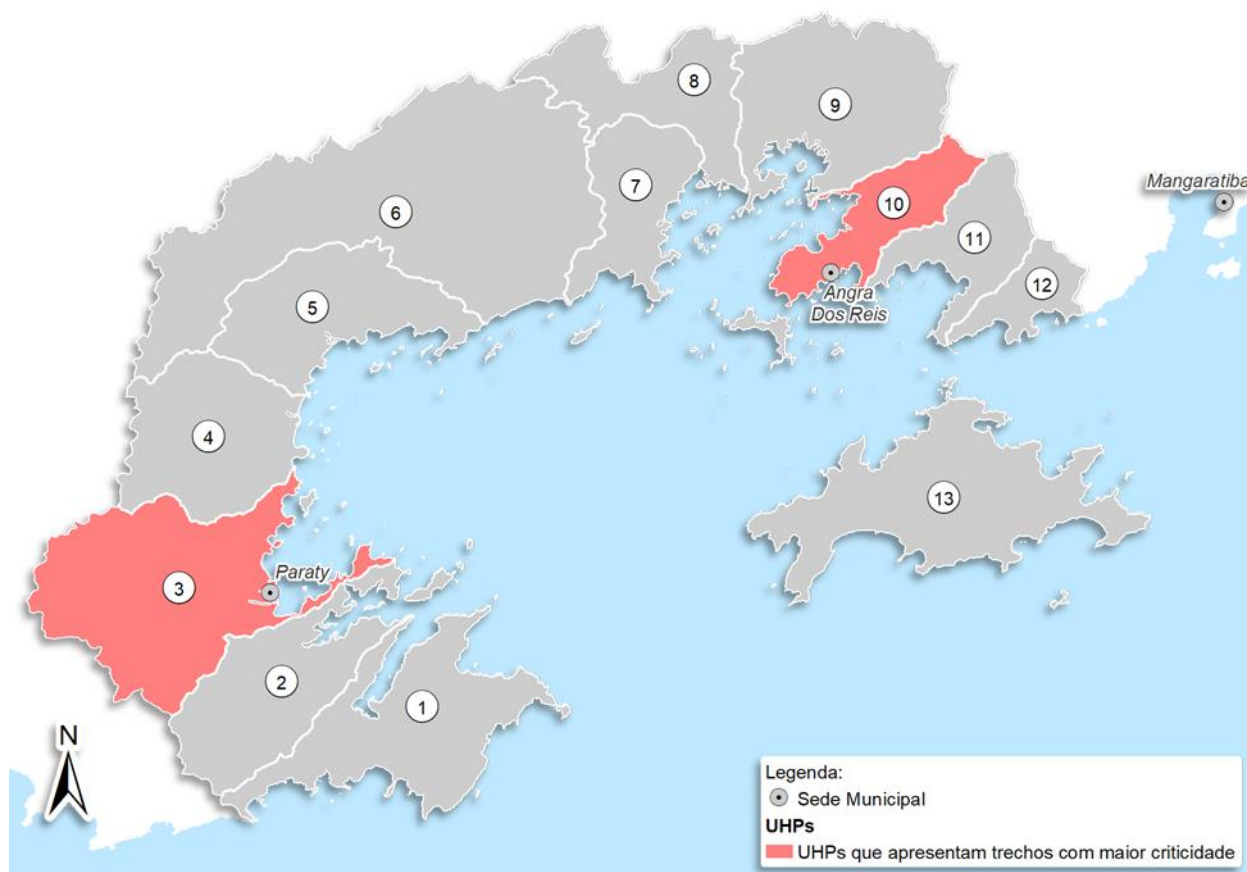 8
9
Mangaratiba
7
10
6
11
Angra
Dos Reis
12
5
4
13
3
Paraty
2
1
N
Legenda:
Sede Municipal
UHPs
UHPs que apresentam trechos com maior criticidade